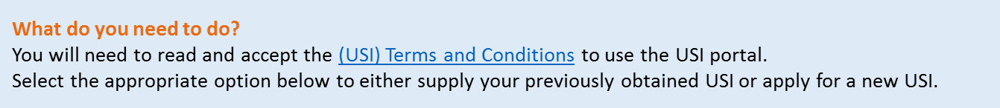 What do you need to do?
You will need to read and accept the (USI) Terms and Conditions to use the USI portal.
Select the appropriate option below to either supply your previously obtained USI or apply for a new USI.